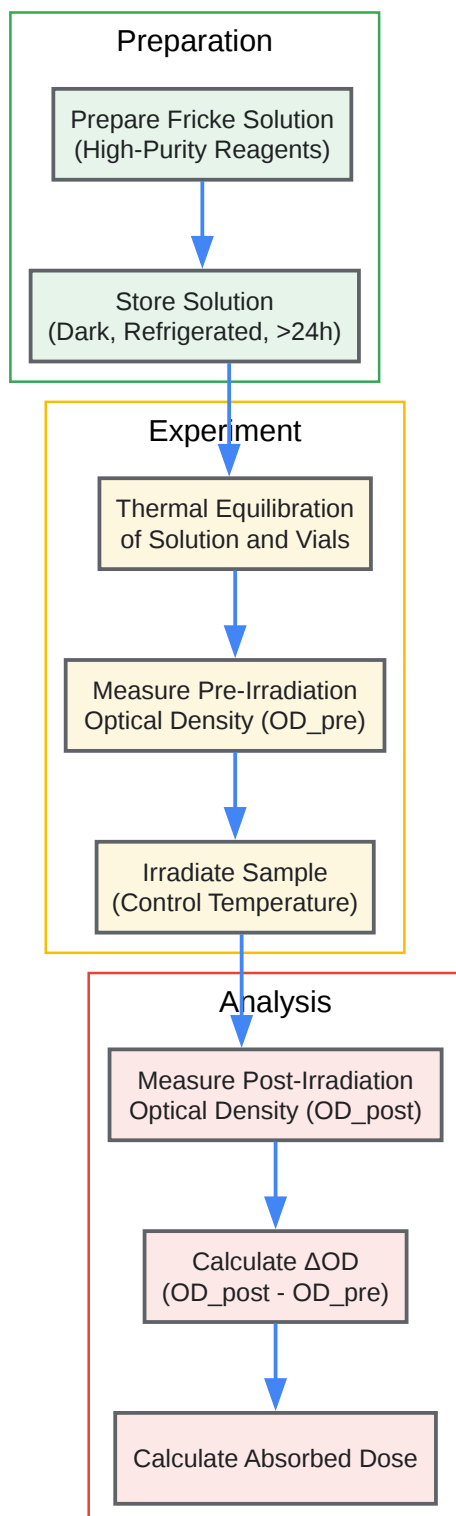 Preparation
Prepare Fricke Solution
(High-Purity Reagents)
Store Solution
(Dark, Refrigerated, >24h)
Experiment
Thermal Equilibration
of Solution and Vials
Measure Pre-Irradiation
Optical Density (OD_pre)
Irradiate Sample
(Control Temperature)
Analysis
Measure Post-Irradiation
Optical Density (OD_post)
Calculate ΔOD
(OD_post - OD_pre)
Calculate Absorbed Dose